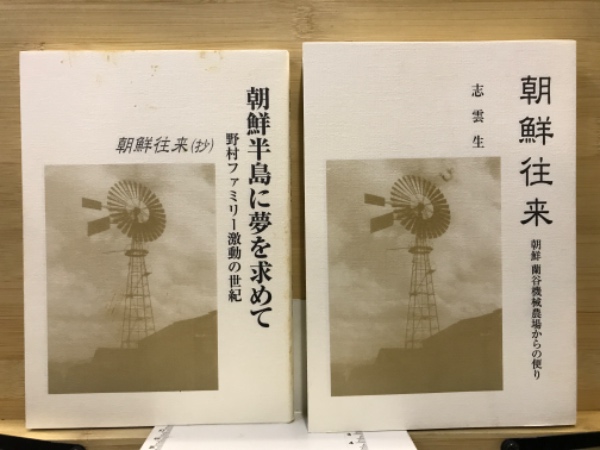 朝鮮半島に夢を求めて
野村ファミリー激動の世紀
朝鮮往来(抄)
朝鮮往来
朝鮮 蘭谷機械農場からの便り
志雲生